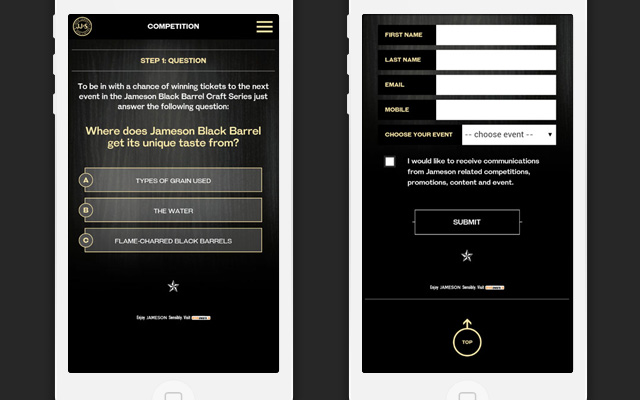 JJ&S
COMPETITION
STEP 1: QUESTION
To be in with a chance of winning tickets to the next
event in the Jameson Black Barrel Craft Series just
answer the following question:
Where does Jameson Black Barrel
get its unique taste from?
A TYPES OF GRAIN USED
B THE WATER
C FLAME-CHARRED BLACK BARRELS
Enjoy JAMESON Sensibly Visit
FIRST NAME
LAST NAME
EMAIL
MOBILE
CHOOSE YOUR EVENT -- choose event --
I would like to receive communications
from Jameson related competitions,
promotions, content and event.
SUBMIT
Enjoy JAMESON Sensibly Visit
TOP